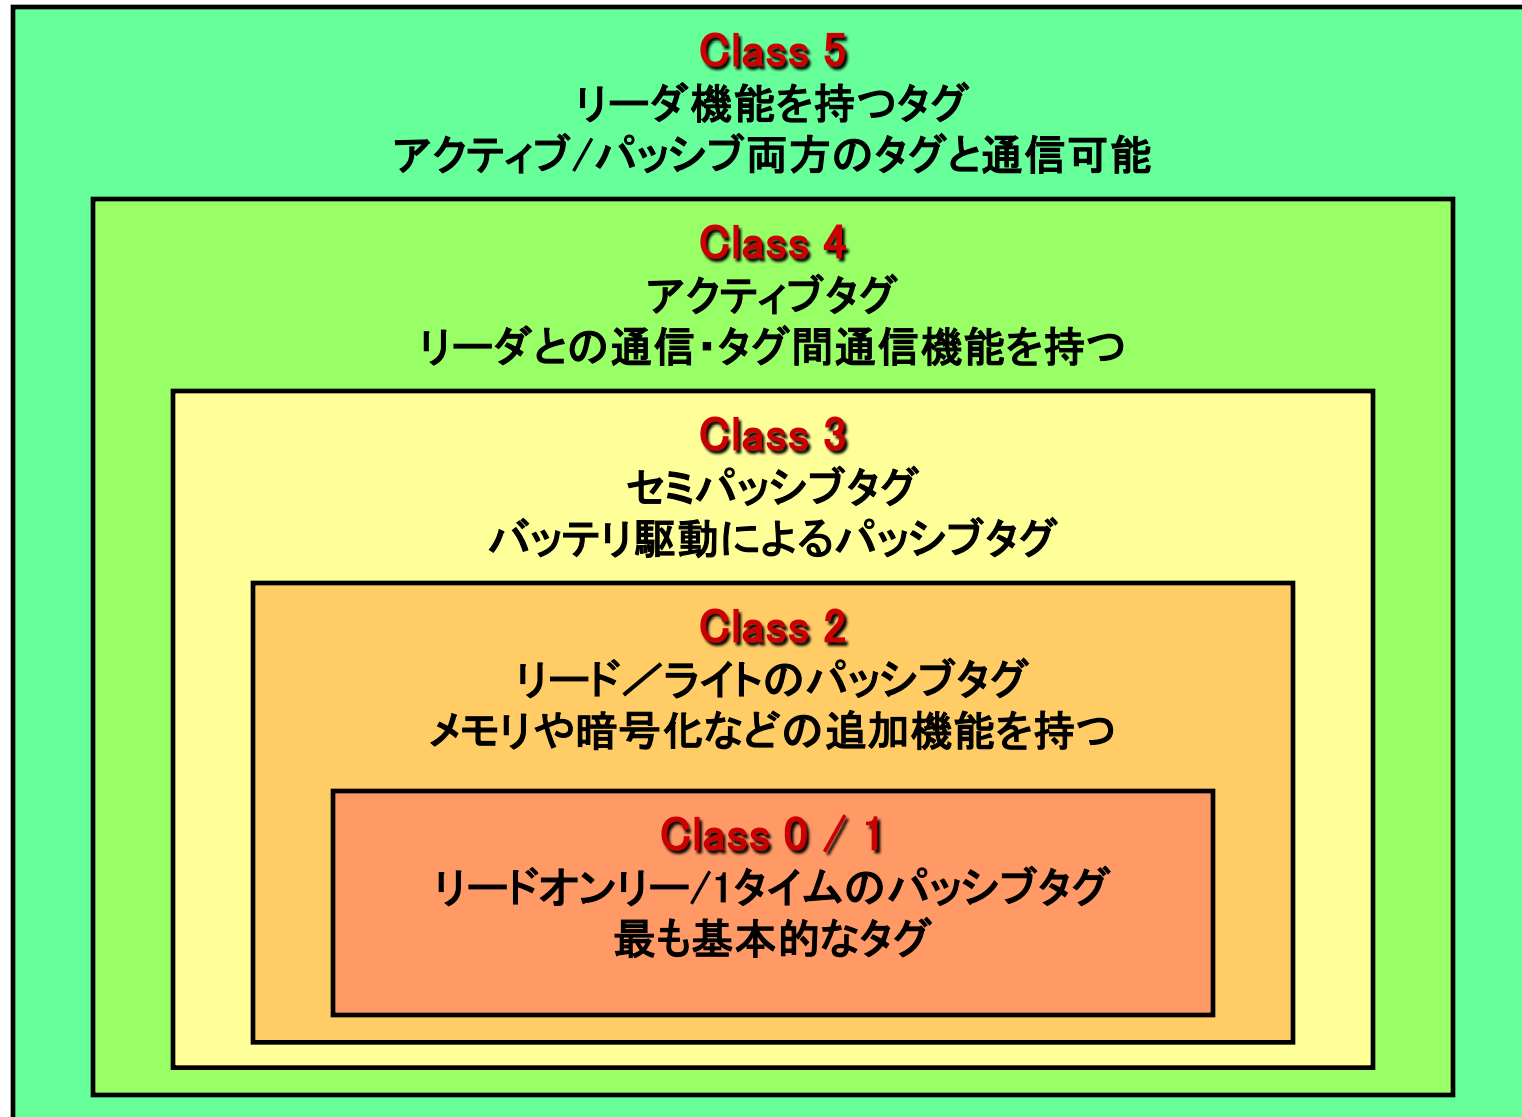 Class 5
リーダ機能を持つタグ
アクティブ/パッシブ両方のタグと通信可能
Class 4
アクティブタグ
リーダとの通信・タグ間通信機能を持つ
Class 3
セミパッシブタグ
バッテリ駆動によるパッシブタグ
Class 2
リード／ライトのパッシブタグ
メモリや暗号化などの追加機能を持つ
Class 0 / 1
リードオンリー/1タイムのパッシブタグ
最も基本的なタグ